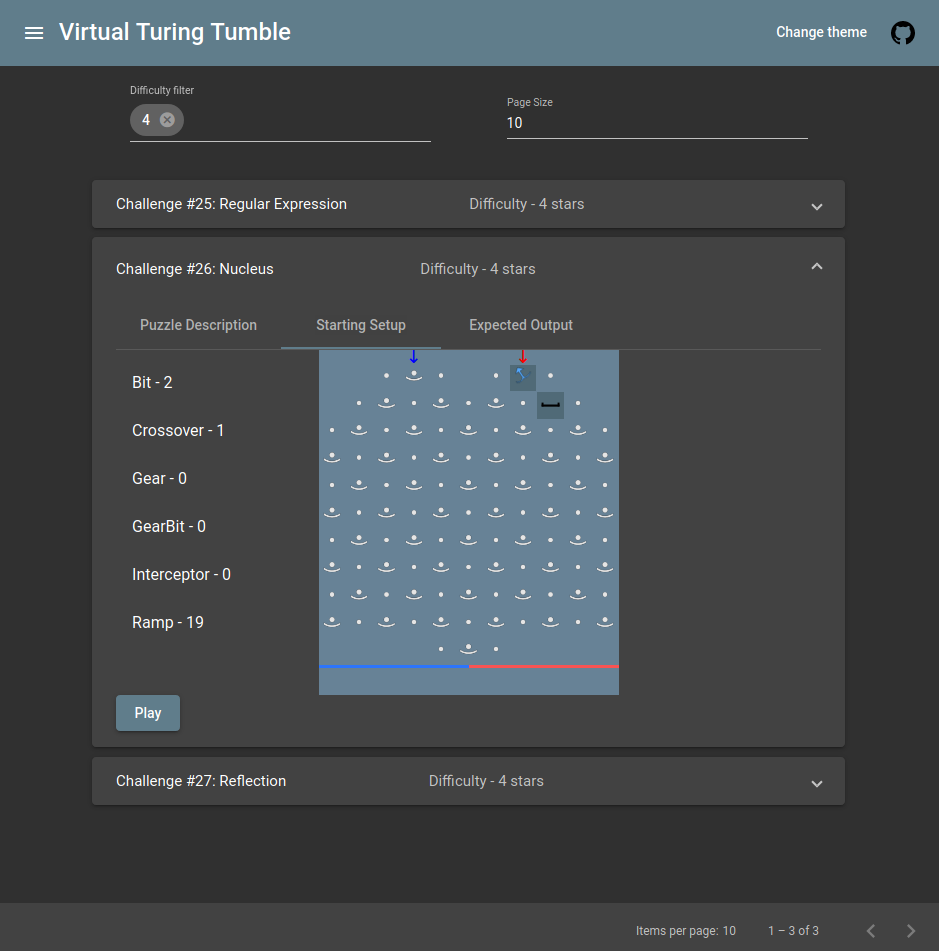 Virtual Turing Tumble
Change theme
Difficulty filter
4
Page Size
10
Challenge #25: Regular Expression
Difficulty - 4 stars
Challenge #26: Nucleus
Difficulty - 4 stars
Puzzle Description
Starting Setup
Expected Output
Bit - 2
Crossover - 1
Gear - 0
GearBit - 0
Interceptor - 0
Ramp - 19
Play
Challenge #27: Reflection
Difficulty - 4 stars
Items per page: 10
1 – 3 of 3